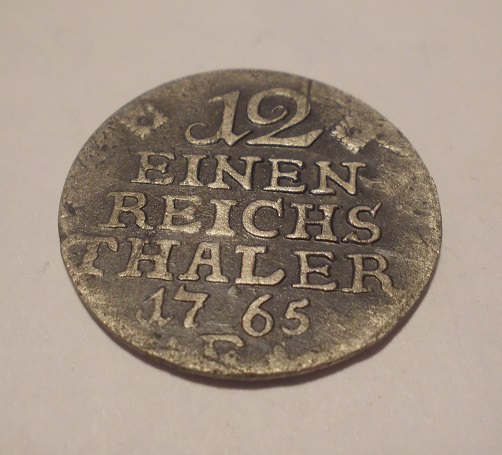 12
EINEN
REICHS
THALER
1765